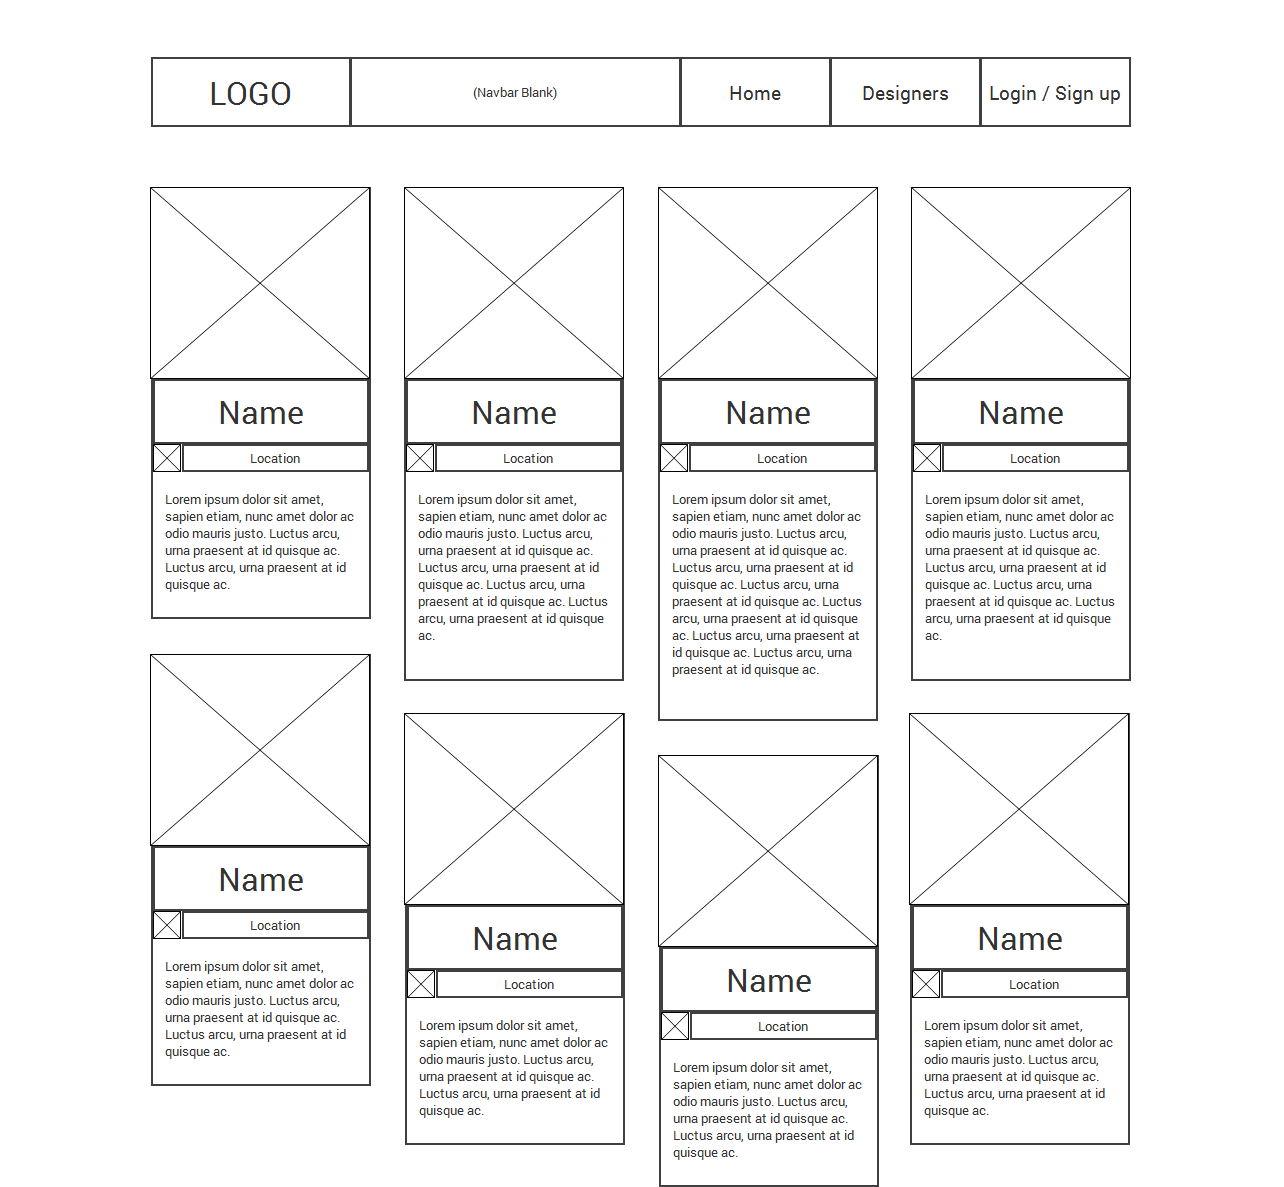 LOGO
(Navbar Blank)
Home
Designers
Login / Sign up
Name
Location
Lorem ipsum dolor sit amet,
sapien etiam, nunc amet dolor ac
odio mauris justo. Luctus arcu,
urna praesent at id quisque ac.
Luctus arcu, urna praesent at id
quisque ac.
Name
Location
Lorem ipsum dolor sit amet,
sapien etiam, nunc amet dolor ac
odio mauris justo. Luctus arcu,
urna praesent at id quisque ac.
Luctus arcu, urna praesent at id
quisque ac. Luctus arcu, urna
praesent at id quisque ac. Luctus
arcu, urna praesent at id quisque
ac.
Name
Location
Lorem ipsum dolor sit amet,
sapien etiam, nunc amet dolor ac
odio mauris justo. Luctus arcu,
urna praesent at id quisque ac.
Luctus arcu, urna praesent at id
quisque ac. Luctus arcu, urna
praesent at id quisque ac. Luctus
arcu, urna praesent at id quisque
ac. Luctus arcu, urna praesent at
id quisque ac. Luctus arcu, urna
praesent at id quisque ac.
Name
Location
Lorem ipsum dolor sit amet,
sapien etiam, nunc amet dolor ac
odio mauris justo. Luctus arcu,
urna praesent at id quisque ac.
Luctus arcu, urna praesent at id
quisque ac. Luctus arcu, urna
praesent at id quisque ac. Luctus
arcu, urna praesent at id quisque
ac.
Name
Location
Lorem ipsum dolor sit amet,
sapien etiam, nunc amet dolor ac
odio mauris justo. Luctus arcu,
urna praesent at id quisque ac.
Luctus arcu, urna praesent at id
quisque ac.
Name
Location
Lorem ipsum dolor sit amet,
sapien etiam, nunc amet dolor ac
odio mauris justo. Luctus arcu,
urna praesent at id quisque ac.
Luctus arcu, urna praesent at id
quisque ac.
Name
Location
Lorem ipsum dolor sit amet,
sapien etiam, nunc amet dolor ac
odio mauris justo. Luctus arcu,
urna praesent at id quisque ac.
Luctus arcu, urna praesent at id
quisque ac.
Name
Location
Lorem ipsum dolor sit amet,
sapien etiam, nunc amet dolor ac
odio mauris justo. Luctus arcu,
urna praesent at id quisque ac.
Luctus arcu, urna praesent at id
quisque ac.